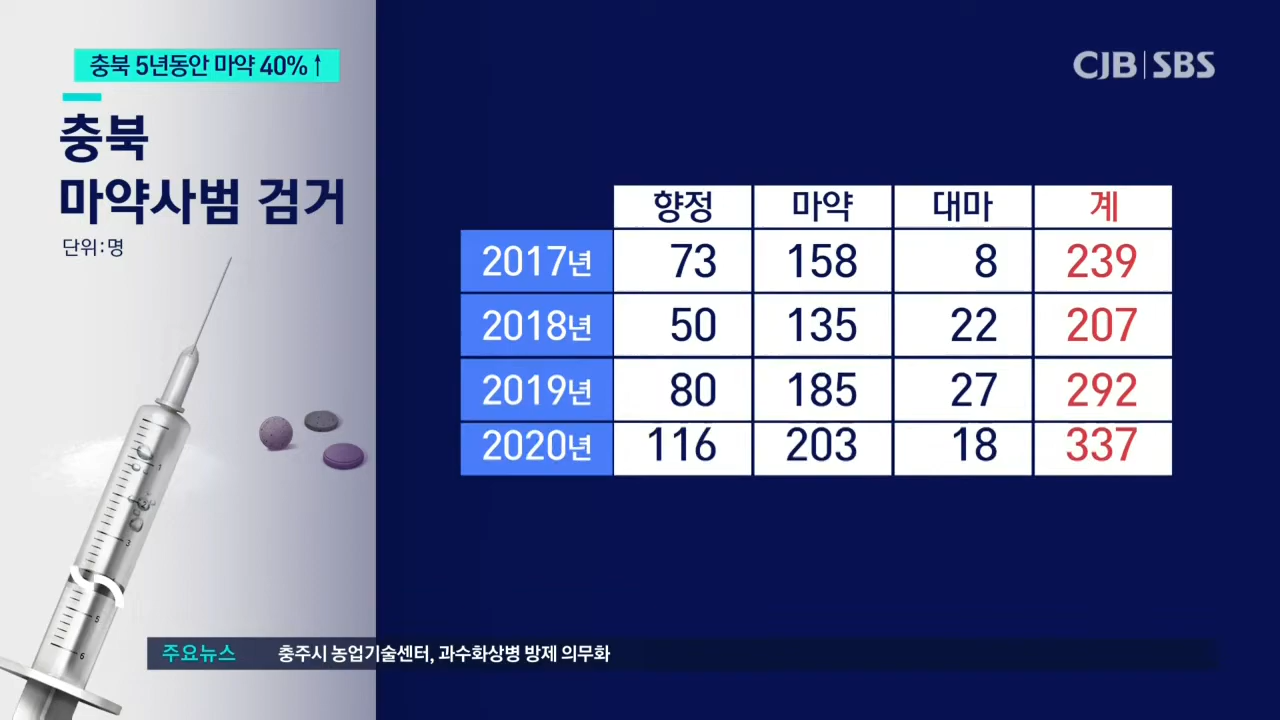 충북 5년동안 마약 40%↑
CJB SBS
충북
마약사범 검거
단위:명
향정 마약 대마 계
2017년 73 158 8 239
2018년 50 135 22 207
2019년 80 185 27 292
2020년 116 203 18 337
1
3
5
6
주요뉴스 충주시 농업기술센터, 과수화상병 방제 의무화